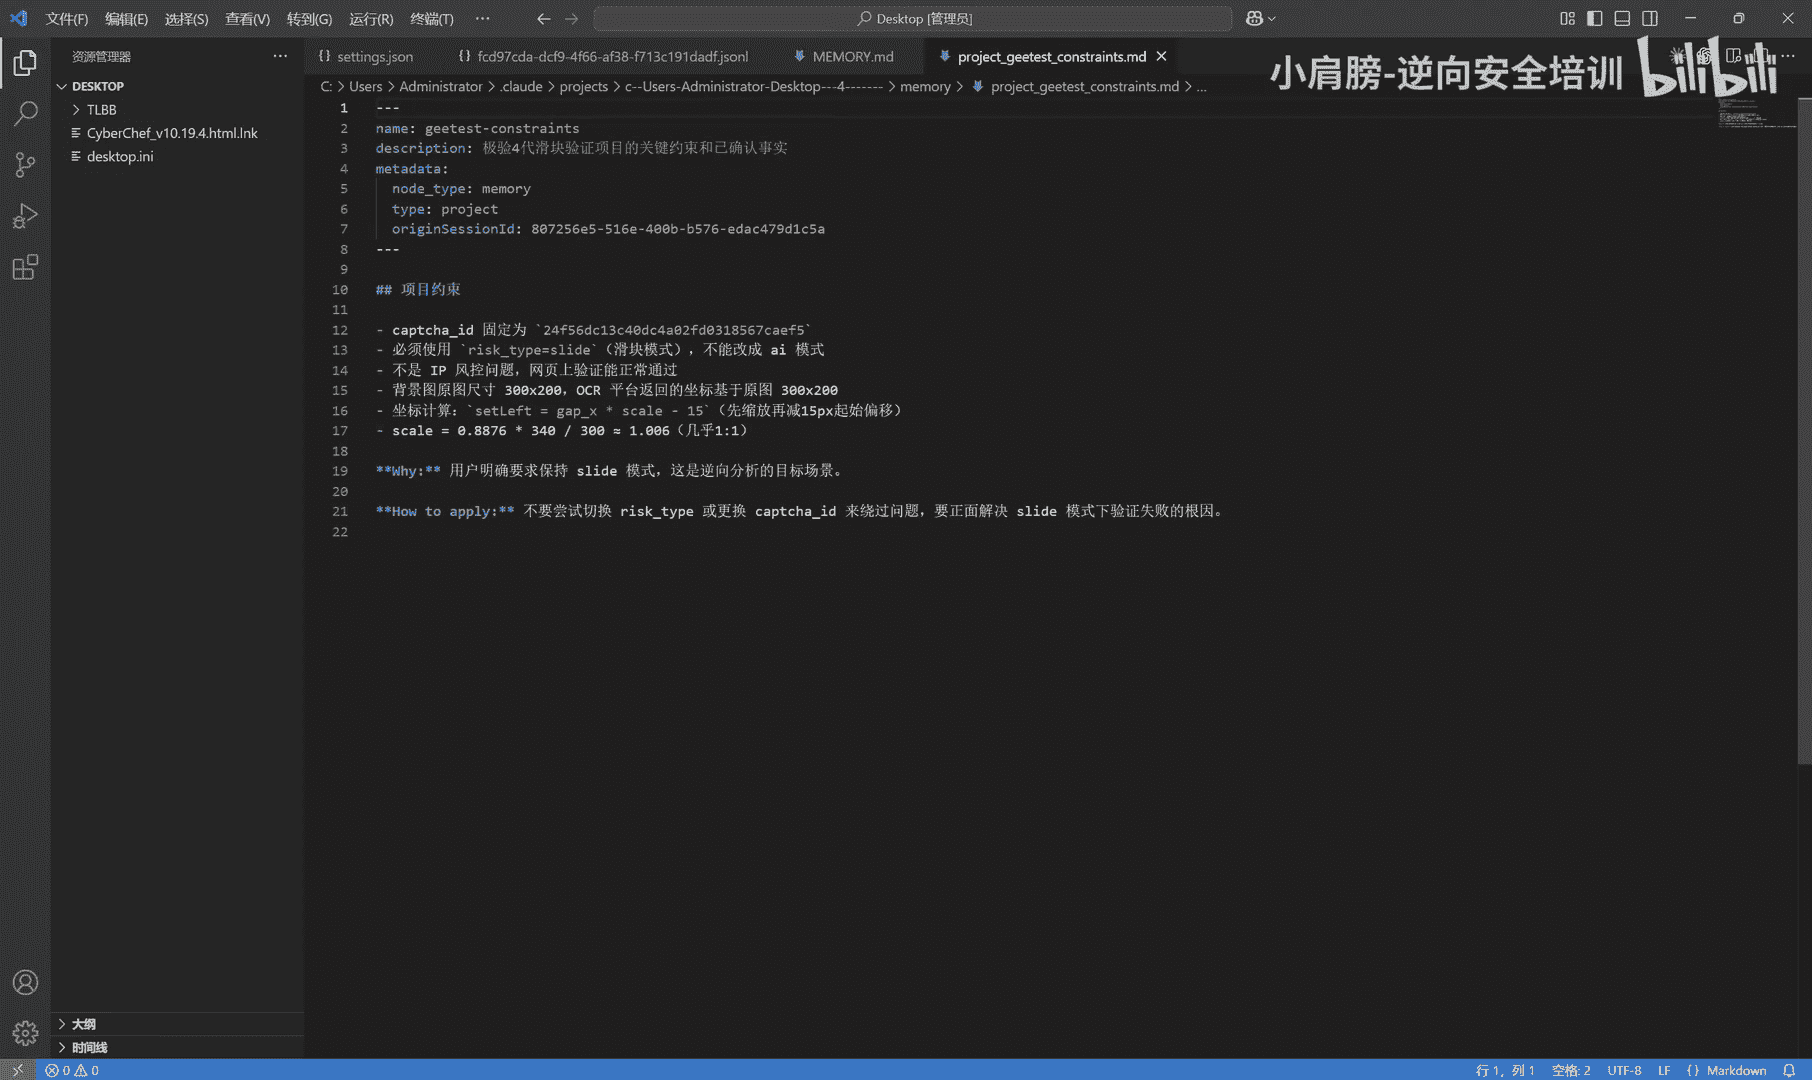 文件(F) 编辑(E) 选择(S) 查看(V) 转到(G) 运行(R) 终端(T) ··· Desktop [管理员]
资源管理器 ···
settings.json fcd97cda-dcf9-4f66-af38-f713c191dadf.jsonl MEMORY.md project_geetest_constraints.md
小肩膀-逆向安全培训 bilibili
C: > Users > Administrator > .claude > projects > c--Users-Administrator-Desktop---4------- > memory > project_geetest_constraints.md > ...
DESKTOP
TLBB
CyberChef_v10.19.4.html.lnk
desktop.ini
1 ---
2 name: geetest-constraints
3 description: 极验4代滑块验证项目的关键约束和已确认事实
4 metadata:
5 node_type: memory
6 type: project
7 originSessionId: 807256e5-516e-400b-b576-edac479d1c5a
8 ---
9
10 ## 项目约束
11
12 - captcha_id 固定为 `24f56dc13c40dc4a02fd0318567caef5`
13 - 必须使用 `risk_type=slide`（滑块模式），不能改成 ai 模式
14 - 不是 IP 风控问题，网页上验证能正常通过
15 - 背景图原图尺寸 300x200，OCR 平台返回的坐标基于原图 300x200
16 - 坐标计算：`setLeft = gap_x * scale - 15`（先缩放再减15px起始偏移）
17 - scale = 0.8876 * 340 / 300 ≈ 1.006（几乎1:1）
18
19 **Why:** 用户明确要求保持 slide 模式，这是逆向分析的目标场景。
20
21 **How to apply:** 不要尝试切换 risk_type 或更换 captcha_id 来绕过问题，要正面解决 slide 模式下验证失败的根因。
22
大纲
时间线
0 0 行 1，列 1 空格: 2 UTF-8 LF {} Markdown